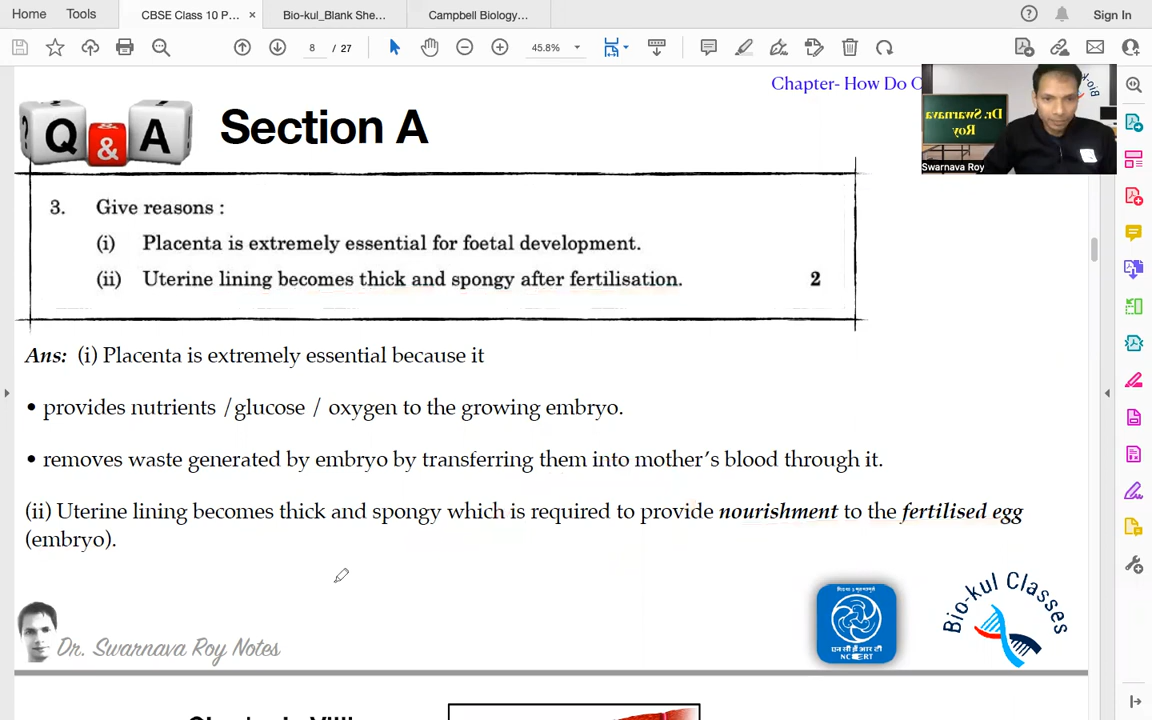 Home Tools CBSE Class 10 P... × Bio-kul_Blank She... Campbell Biology... Sign In
8 / 27 45.8%
Chapter- How Do O
Q & A Section A
Dr. Swarnava
Roy
Swarnava Roy
3. Give reasons :
(i) Placenta is extremely essential for foetal development.
(ii) Uterine lining becomes thick and spongy after fertilisation. 2
Ans: (i) Placenta is extremely essential because it
• provides nutrients /glucose / oxygen to the growing embryo.
• removes waste generated by embryo by transferring them into mother's blood through it.
(ii) Uterine lining becomes thick and spongy which is required to provide nourishment to the fertilised egg
(embryo).
Dr. Swarnava Roy Notes
एन सी ई आर टी
NCERT
Bio-kul Classes